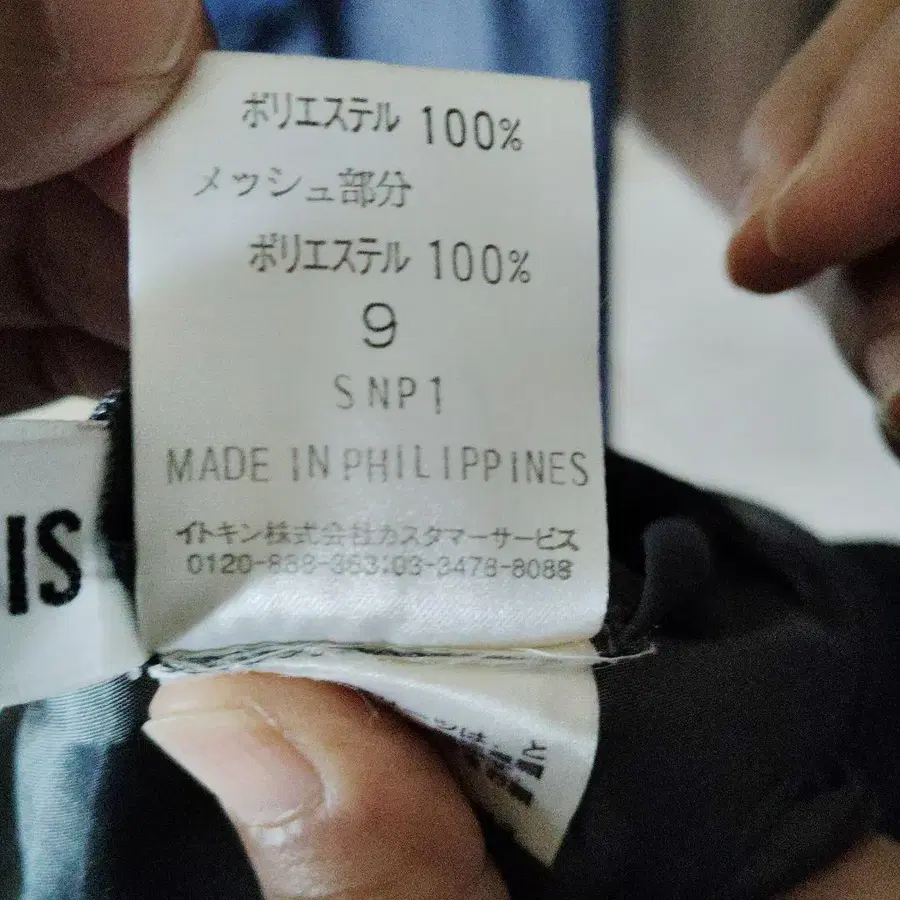 ポリエステル 100%
メッシュ部分
ポリエステル 100%
9
SNP1
MADE IN PHILIPPINES
イトキン株式会社カスタマーサービス
0120-888-363:03-3478-8088
IS